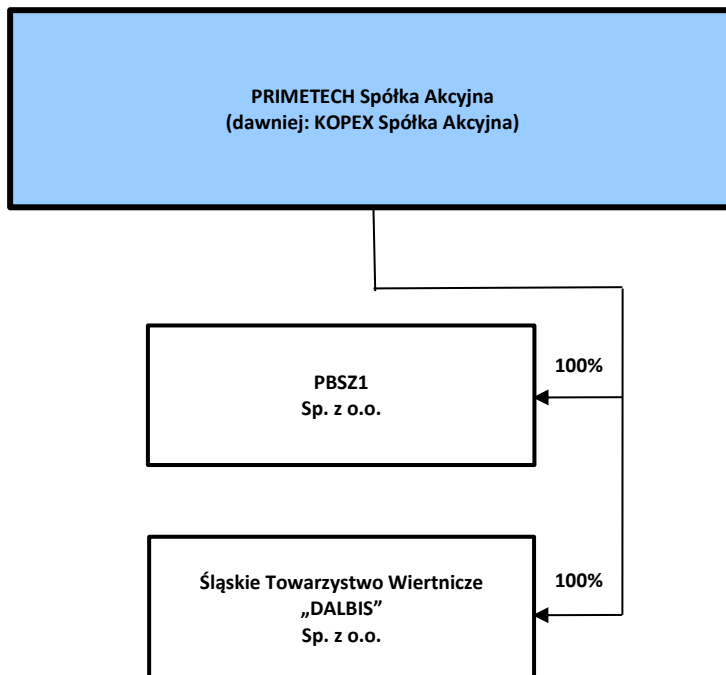 PRIMETECH Spółka Akcyjna
(dawniej: KOPEX Spółka Akcyjna)
PBSZ1
Sp. z o.o.
100%
Śląskie Towarzystwo Wiertnicze
„DALBIS”
Sp. z o.o.
100%